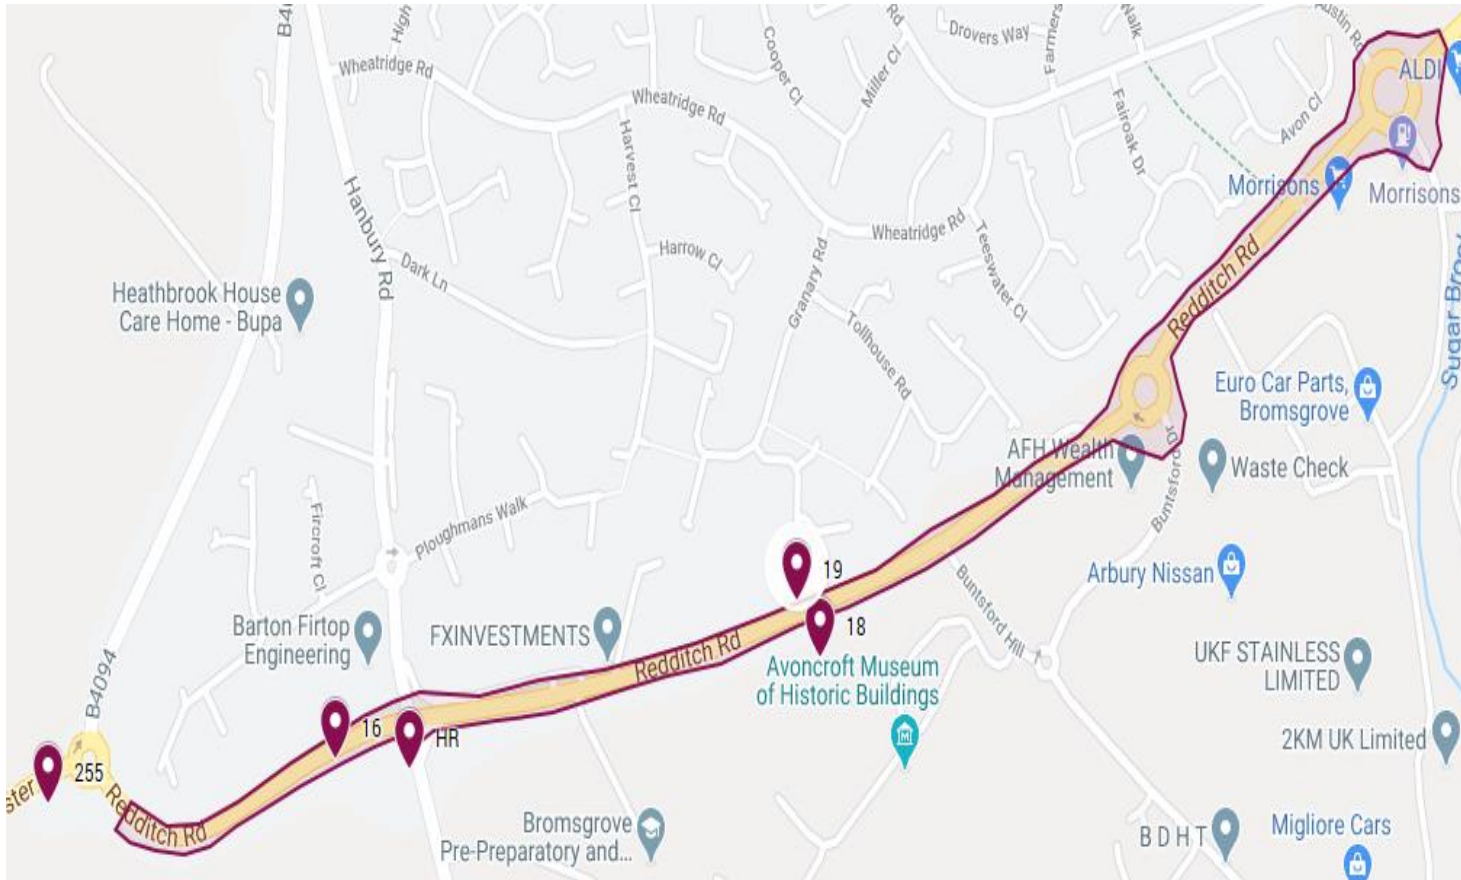 B4
High
Rd
Drovers Way
Farmers
Walk
Austin Rd
Cooper Cl
Miller Cl
ALDI
Wheatridge Rd
Wheatridge Rd
Fairoak Dr
Avon Cl
Harvest Cl
Morrisons
Morrisons
Hanbury Rd
Wheatridge Rd
Teeswater Cl
Harrow Cl
Dark Ln
Granary Rd
Redditch Rd
Sugar Brook
Heathbrook House
Care Home - Bupa
Tollhouse Rd
Euro Car Parts,
Bromsgrove
AFH Wealth
Management
Waste Check
Buntsford Dr
Fircroft Cl
Ploughmans Walk
19
Arbury Nissan
Barton Firtop
Engineering
FXINVESTMENTS
18
Buntsford Hill
Redditch Rd
Avoncroft Museum
of Historic Buildings
UKF STAINLESS
LIMITED
B4094
16
HR
2KM UK Limited
255
ster
Redditch Rd
Bromsgrove
Pre-Preparatory and...
BDHT
Migliore Cars